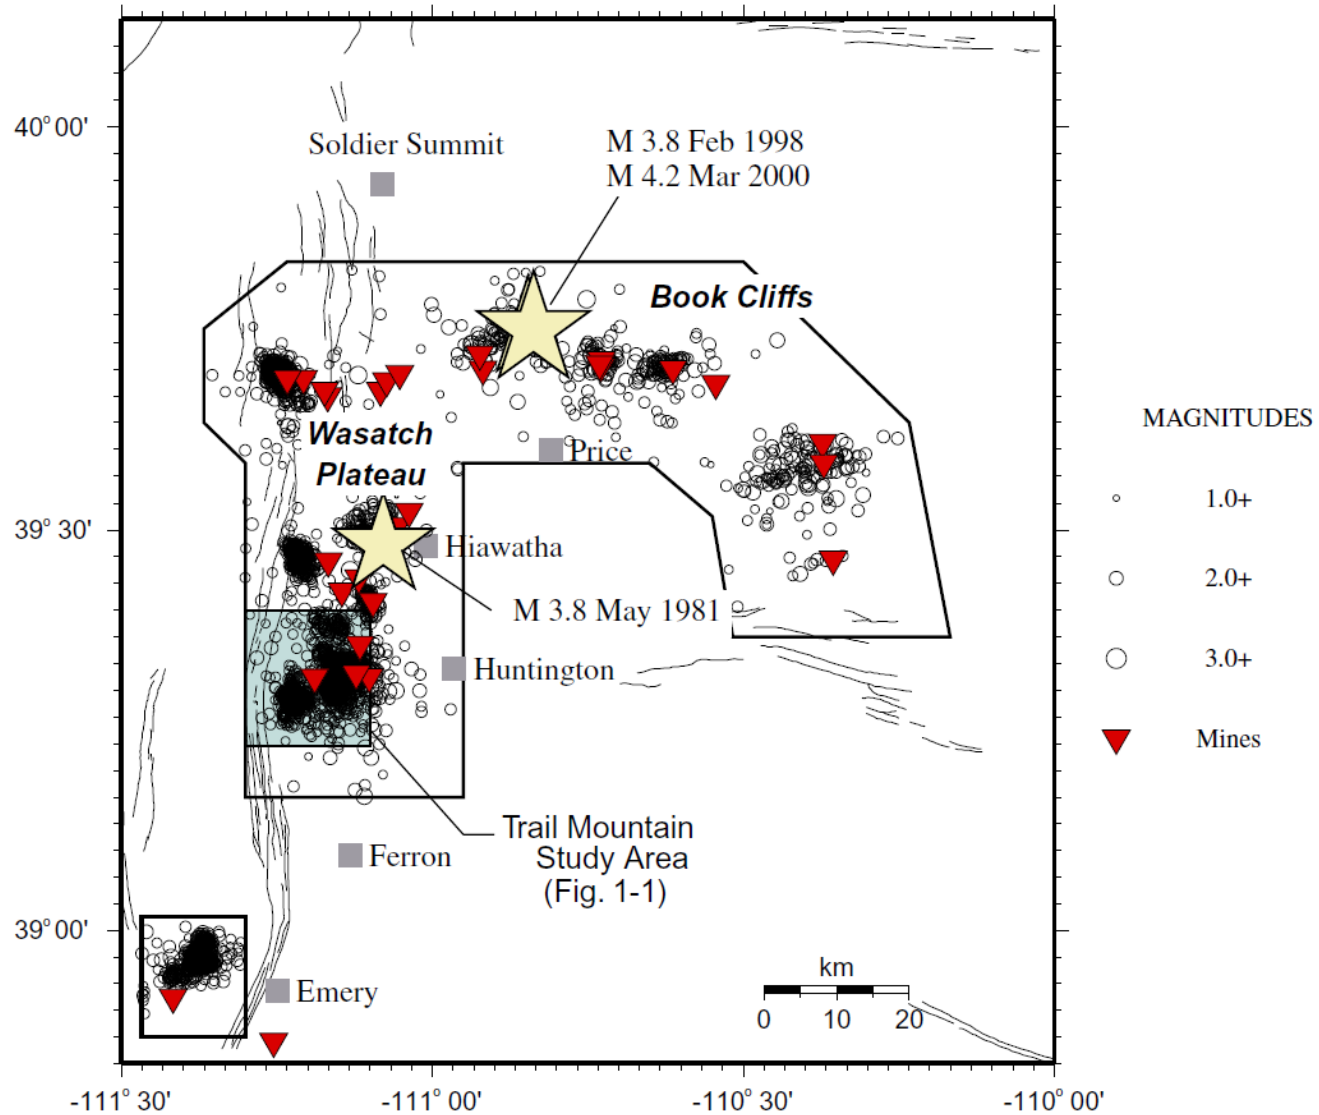 40° 00'
Soldier Summit
M 3.8 Feb 1998
M 4.2 Mar 2000
Book Cliffs
Wasatch
Plateau
Price
39° 30'
Hiawatha
M 3.8 May 1981
Huntington
Trail Mountain
Study Area
(Fig. 1-1)
Ferron
39° 00'
Emery
km
0 10 20
-111° 30' -111° 00' -110° 30' -110° 00'
MAGNITUDES
1.0+
2.0+
3.0+
Mines